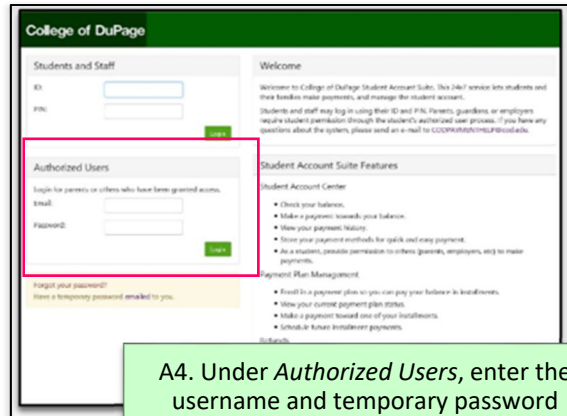 College of DuPage
Students and Staff
ID:
PIN:
Login
Authorized Users
Login for parents or others who have been granted access.
Email:
Password:
Login
Forgot your password?
Have a temporary password emailed to you.
Welcome
Welcome to College of DuPage Student Account Suite. This 24x7 service lets students and
their families make payments, and manage the student account.
Students and staff may log in using their ID and PIN. Parents, guardians, or employers
require student permission through the student's authorized user process. If you have any
questions about the system, please send an e-mail to CODPAYMENTHELP@cod.edu.
Student Account Suite Features
Student Account Center
• Check your balance.
• Make a payment towards your balance.
• View your payment history.
• Store your payment methods for quick and easy payment.
• As a student, provide permission to others (parents, employers, etc) to make
payments.
Payment Plan Management
• Enroll in a payment plan so you can pay your balance in installments.
• View your current payment plan status.
• Make a payment toward one of your installments.
• Schedule future installment payments.
Refunds
A4. Under Authorized Users, enter the
username and temporary password